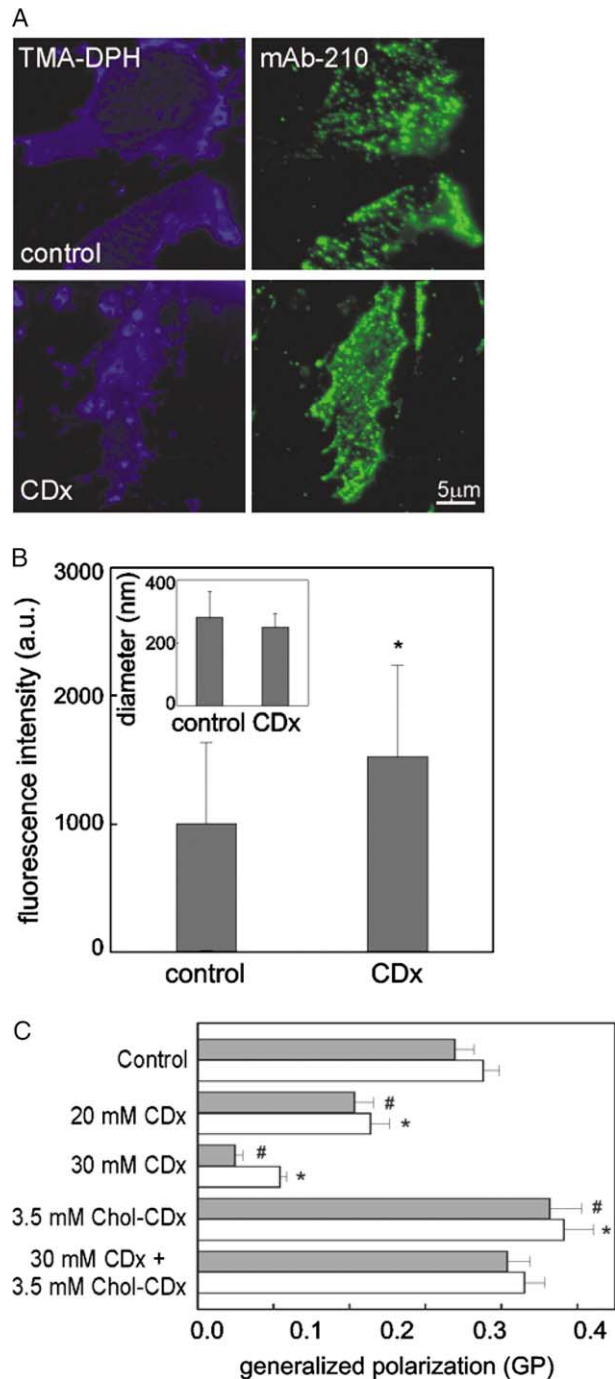 A
TMA-DPH
mAb-210
control
CDx
5μm
B
fluorescence intensity (a.u.)
3000
2000
1000
0
diameter (nm)
400
200
0
control CDx
*
control
CDx
C
Control
20 mM CDx
#
*
30 mM CDx
#
*
3.5 mM Chol-CDx
#
*
30 mM CDx +
3.5 mM Chol-CDx
0.0 0.1 0.2 0.3 0.4
generalized polarization (GP)